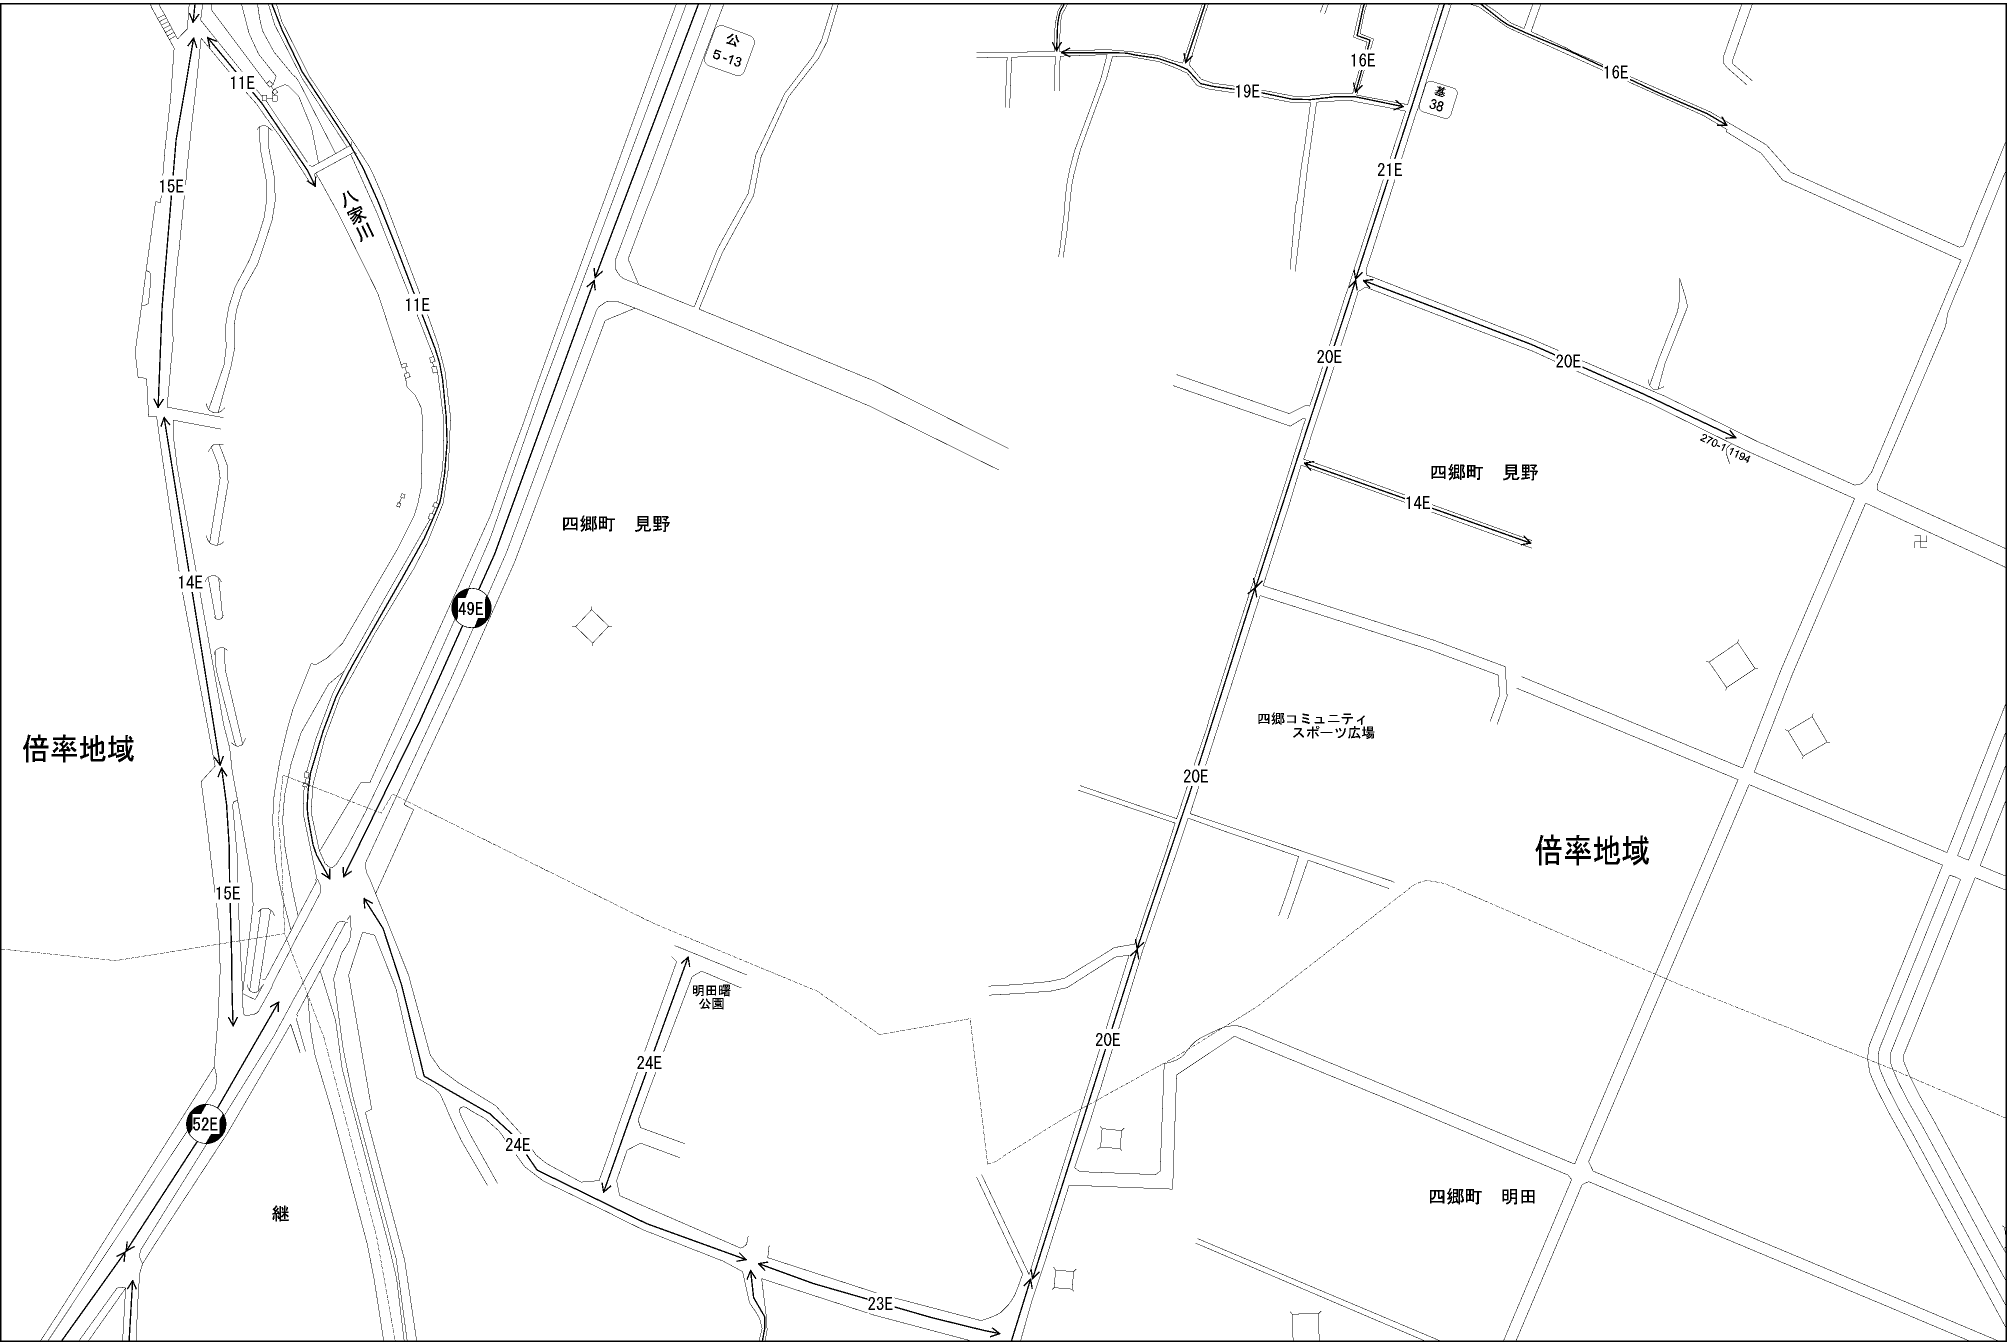 公
5-13
16E
16E
11E
19E
基
38
21E
15E
八家川
11E
20E
20E
270-1
1194
四郷町 見野
14E
四郷町 見野
卍
14E
49E
四郷コミュニティ
スポーツ広場
倍率地域
20E
倍率地域
15E
明田曙
公園
20E
24E
52E
24E
四郷町 明田
継
23E